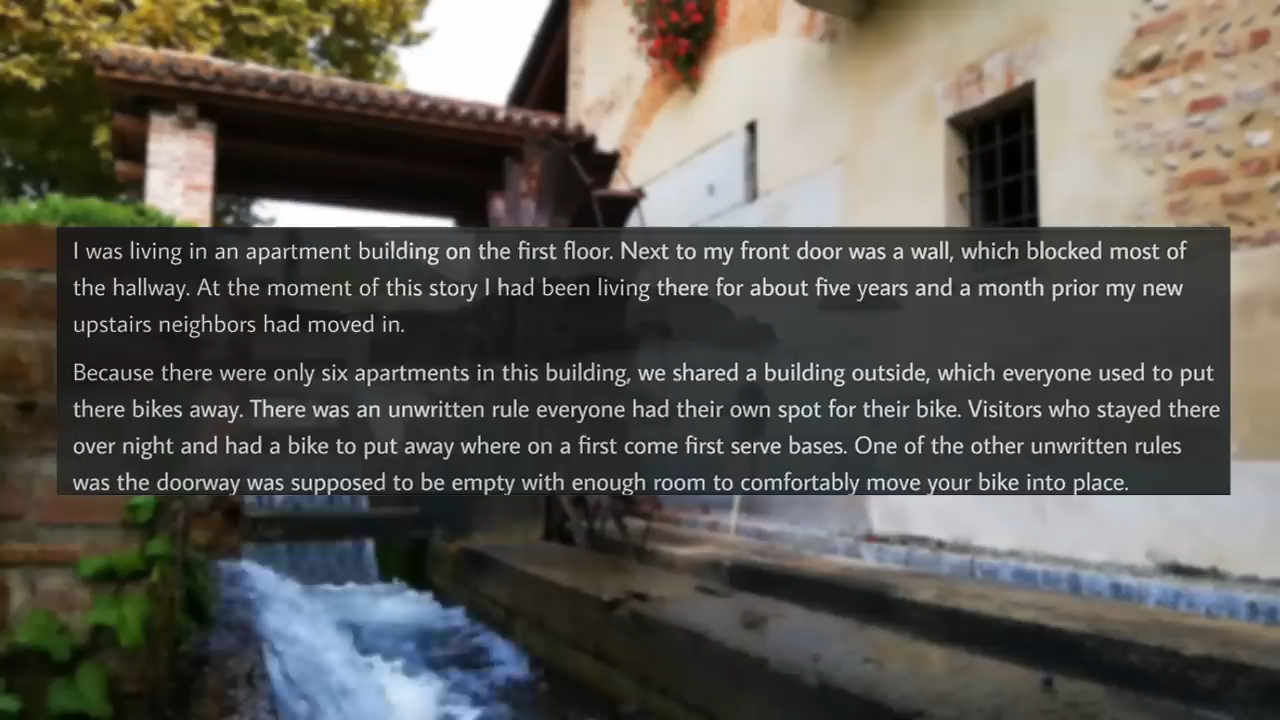 I was living in an apartment building on the first floor. Next to my front door was a wall, which blocked most of
the hallway. At the moment of this story I had been living there for about five years and a month prior my new
upstairs neighbors had moved in.
Because there were only six apartments in this building, we shared a building outside, which everyone used to put
there bikes away. There was an unwritten rule everyone had their own spot for their bike. Visitors who stayed there
over night and had a bike to put away where on a first come first serve bases. One of the other unwritten rules
was the doorway was supposed to be empty with enough room to comfortably move your bike into place.